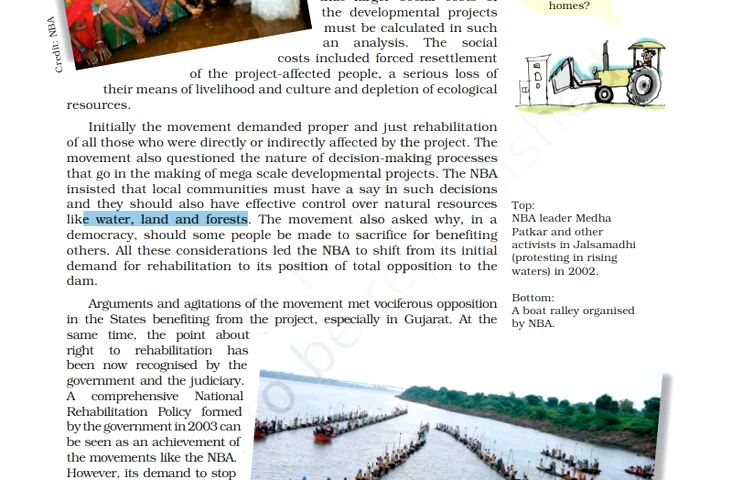 homes?
Credit: NBA
the developmental projects
must be calculated in such
an analysis. The social
costs included forced resettlement
of the project-affected people, a serious loss of
their means of livelihood and culture and depletion of ecological
resources.
Initially the movement demanded proper and just rehabilitation
of all those who were directly or indirectly affected by the project. The
movement also questioned the nature of decision-making processes
that go in the making of mega scale developmental projects. The NBA
insisted that local communities must have a say in such decisions
and they should also have effective control over natural resources
like water, land and forests. The movement also asked why, in a
democracy, should some people be made to sacrifice for benefiting
others. All these considerations led the NBA to shift from its initial
demand for rehabilitation to its position of total opposition to the
dam.
Arguments and agitations of the movement met vociferous opposition
in the States benefiting from the project, especially in Gujarat. At the
same time, the point about
right to rehabilitation has
been now recognised by the
government and the judiciary.
A comprehensive National
Rehabilitation Policy formed
by the government in 2003 can
be seen as an achievement of
the movements like the NBA.
However, its demand to stop
Top:
NBA leader Medha
Patkar and other
activists in Jalsamadhi
(protesting in rising
waters) in 2002.
Bottom:
A boat ralley organised
by NBA.